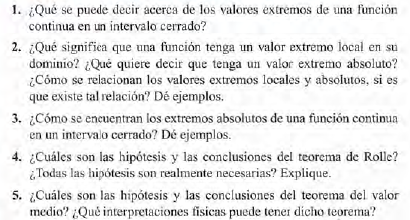 1. ¿Qué se puede decir acerca de los valores extremos de una función
continua en un intervalo cerrado?
2. ¿Qué significa que una función tenga un valor extremo local en su
dominio? ¿Qué quiere decir que tenga un valor extremo absoluto?
¿Cómo se relacionan los valores extremos locales y absolutos, si es
que existe tal relación? Dé ejemplos.
3. ¿Cómo se encuentran los extremos absolutos de una función continua
en un intervalo cerrado? Dé ejemplos.
4. ¿Cuáles son las hipótesis y las conclusiones del teorema de Rolle?
¿Todas las hipótesis son realmente necesarias? Explique.
5. ¿Cuáles son las hipótesis y las conclusiones del teorema del valor
medio? ¿Qué interpretaciones físicas puede tener dicho teorema?